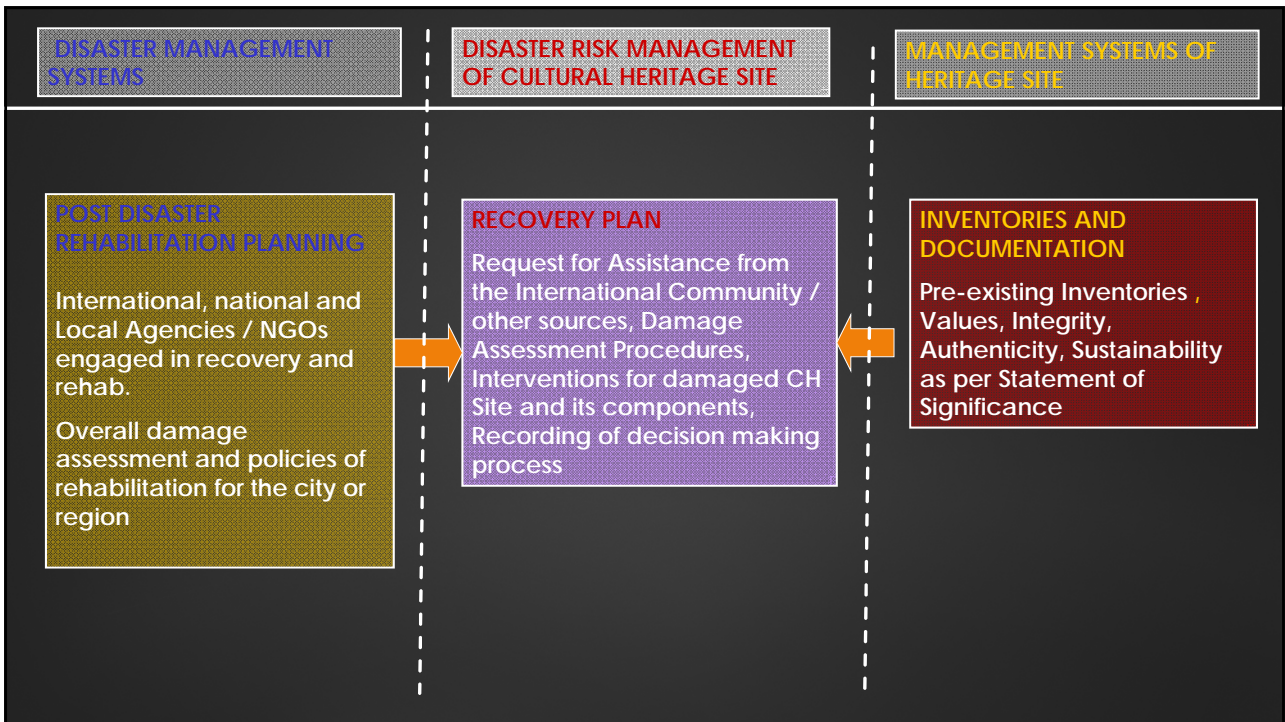 DISASTER MANAGEMENT
SYSTEMS
DISASTER RISK MANAGEMENT
OF CULTURAL HERITAGE SITE
MANAGEMENT SYSTEMS OF
HERITAGE SITE
POST DISASTER
REHABILITATION PLANNING
International, national and
Local Agencies / NGOs
engaged in recovery and
rehab.
Overall damage
assessment and policies of
rehabilitation for the city or
region
RECOVERY PLAN
Request for Assistance from
the International Community /
other sources, Damage
Assessment Procedures,
Interventions for damaged CH
Site and its components,
Recording of decision making
process
INVENTORIES AND
DOCUMENTATION
Pre-existing Inventories ,
Values, Integrity,
Authenticity, Sustainability
as per Statement of
Significance